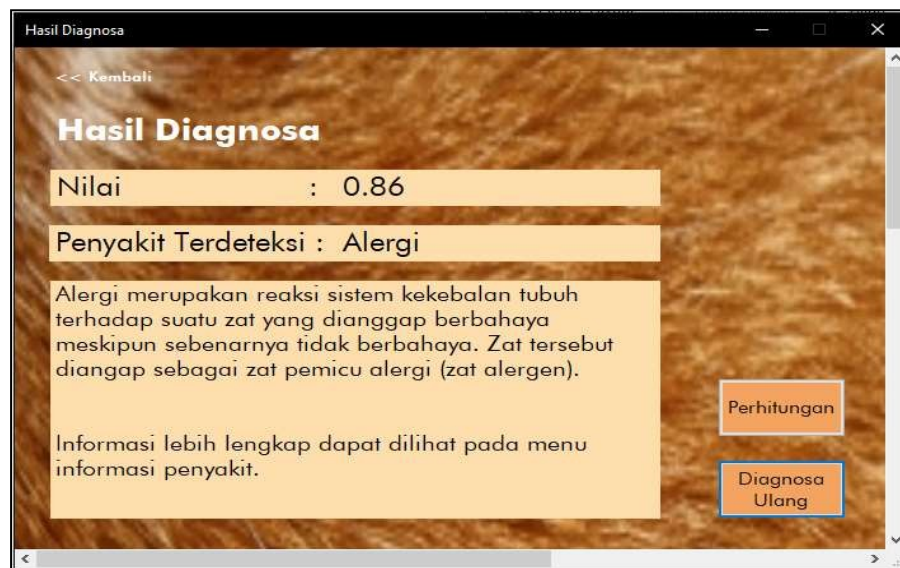 Hasil Diagnosa
<< Kembali
Hasil Diagnosa
Nilai : 0.86
Penyakit Terdeteksi : Alergi
Alergi merupakan reaksi sistem kekebalan tubuh
terhadap suatu zat yang dianggap berbahaya
meskipun sebenarnya tidak berbahaya. Zat tersebut
diangap sebagai zat pemicu alergi (zat alergen).
Informasi lebih lengkap dapat dilihat pada menu
informasi penyakit.
Perhitungan
Diagnosa
Ulang